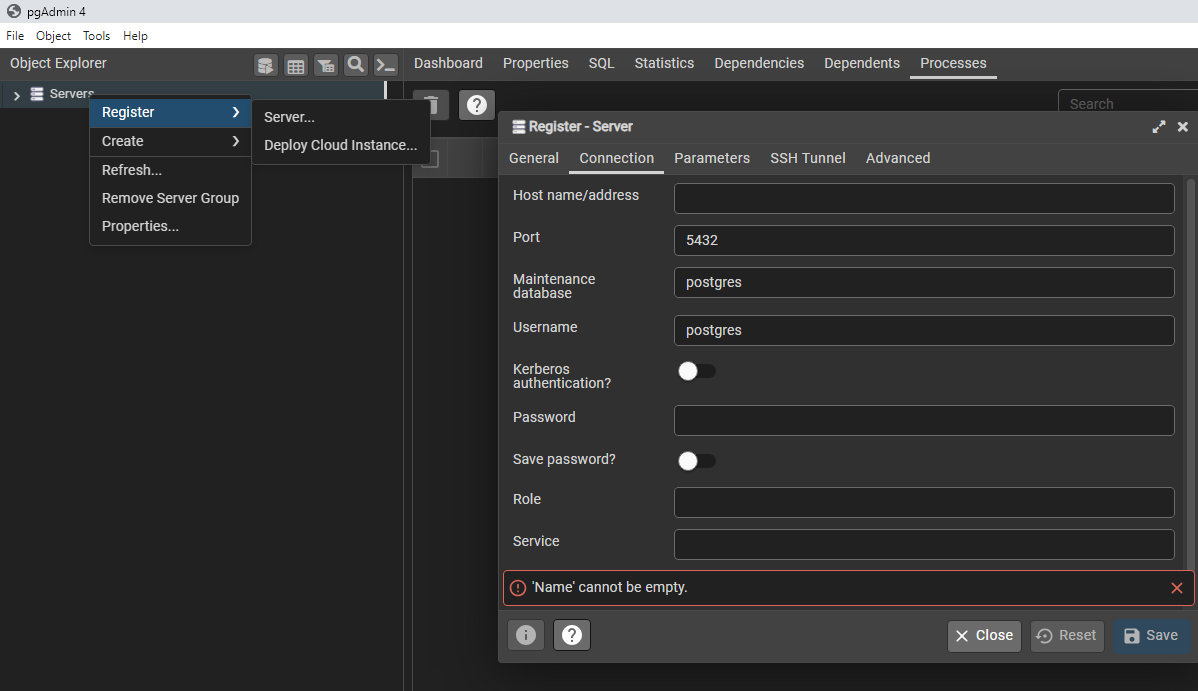 pgAdmin 4
File Object Tools Help
Object Explorer
Dashboard Properties SQL Statistics Dependencies Dependents Processes
Servers
Register
Create
Refresh...
Remove Server Group
Properties...
Server...
Deploy Cloud Instance...
Search
Register - Server
General Connection Parameters SSH Tunnel Advanced
Host name/address
Port
5432
Maintenance
database
postgres
Username
postgres
Kerberos
authentication?
Password
Save password?
Role
Service
'Name' cannot be empty.
Close Reset Save